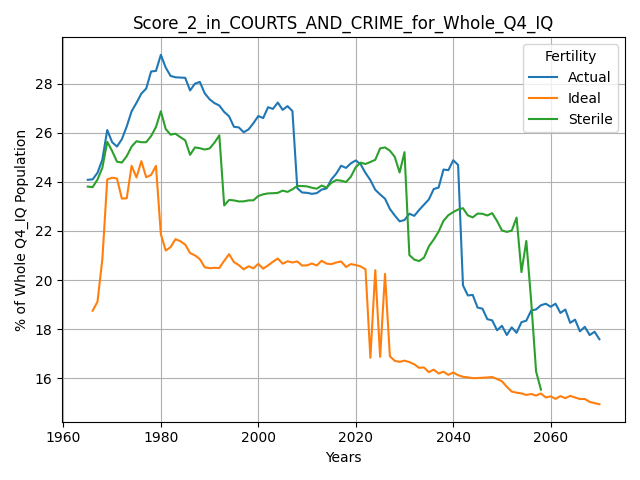 Score_2_in_COURTS_AND_CRIME_for_Whole_Q4_IQ
% of Whole Q4_IQ Population
28
26
24
22
20
18
16
Fertility
Actual
Ideal
Sterile
1960 1980 2000 2020 2040 2060
Years